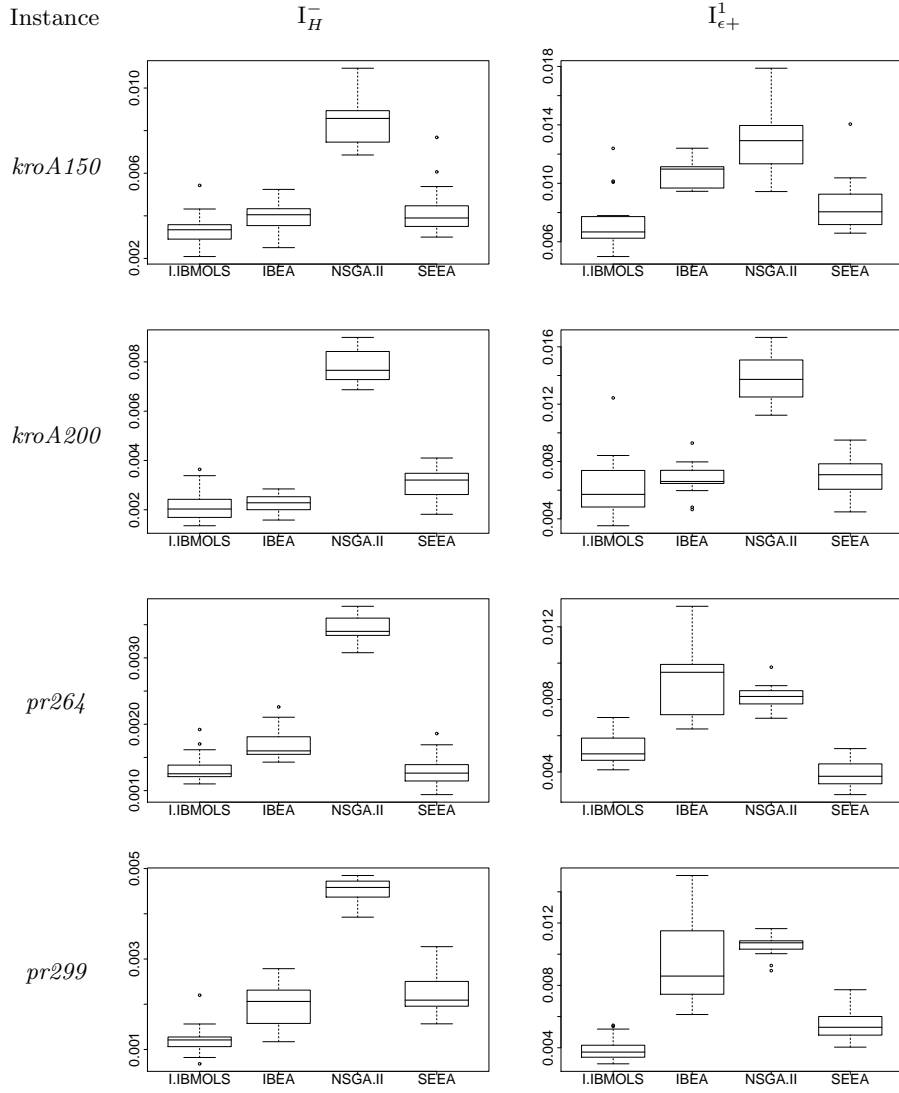 Instance I_H^- I_{ϵ+}^1
kroA150
0.002 0.006 0.010
I.IBMOLS IBEA NSGA.II SEEA
0.006 0.010 0.014 0.018
I.IBMOLS IBEA NSGA.II SEEA
kroA200
0.002 0.004 0.008
I.IBMOLS IBEA NSGA.II SEEA
0.004 0.008 0.012 0.016
I.IBMOLS IBEA NSGA.II SEEA
pr264
0.0010 0.0020 0.0030
I.IBMOLS IBEA NSGA.II SEEA
0.004 0.008 0.012
I.IBMOLS IBEA NSGA.II SEEA
pr299
0.001 0.003 0.005
I.IBMOLS IBEA NSGA.II SEEA
0.004 0.008 0.012
I.IBMOLS IBEA NSGA.II SEEA